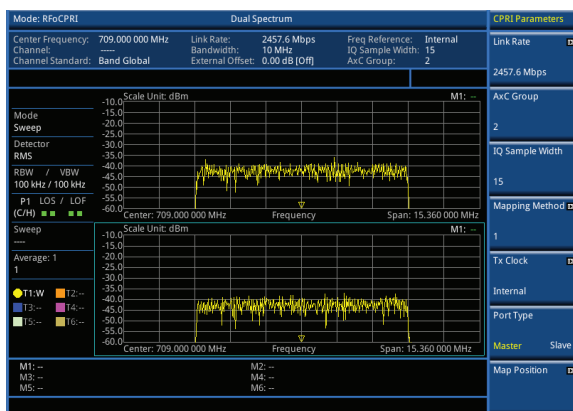 Mode: RFoCPRI Dual Spectrum CPRI Parameters
Center Frequency: 709.000 000 MHz Link Rate: 2457.6 Mbps Freq Reference: Internal
Channel: ----- Bandwidth: 10 MHz IQ Sample Width: 15
Channel Standard: Band Global External Offset: 0.00 dB [Off] AxC Group: 2
Scale Unit: dBm M1: --
-10.0
-15.0
-20.0
-25.0
-30.0
-35.0
-40.0
-45.0
-50.0
-55.0
-60.0
Center: 709.000 000 MHz Frequency Span: 15.360 000 MHz
Scale Unit: dBm M1: --
-10.0
-15.0
-20.0
-25.0
-30.0
-35.0
-40.0
-45.0
-50.0
-55.0
-60.0
Center: 709.000 000 MHz Frequency Span: 15.360 000 MHz
Mode
Sweep
Detector
RMS
RBW / VBW
100 kHz / 100 kHz
P1 LOS / LOF
(C/H)
Sweep
----
Average: 1
1
T1:W T2:--
T3:-- T4:--
T5:-- T6:--
M1: -- M2: --
M3: -- M4: --
M5: -- M6: --
Link Rate D
2457.6 Mbps
AxC Group
2
IQ Sample Width
15
Mapping Method D
1
Tx Clock D
Internal
Port Type
Master Slave
Map Position D